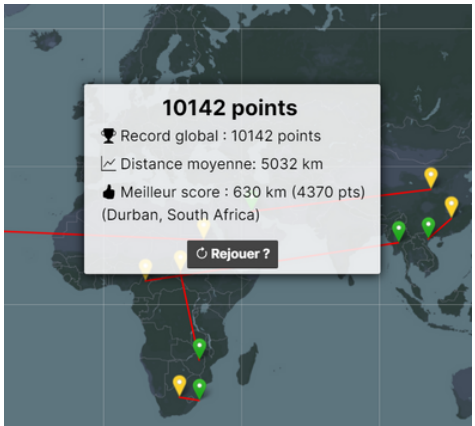 10142 points
Record global : 10142 points
Distance moyenne: 5032 km
Meilleur score : 630 km (4370 pts)
(Durban, South Africa)
Rejouer ?